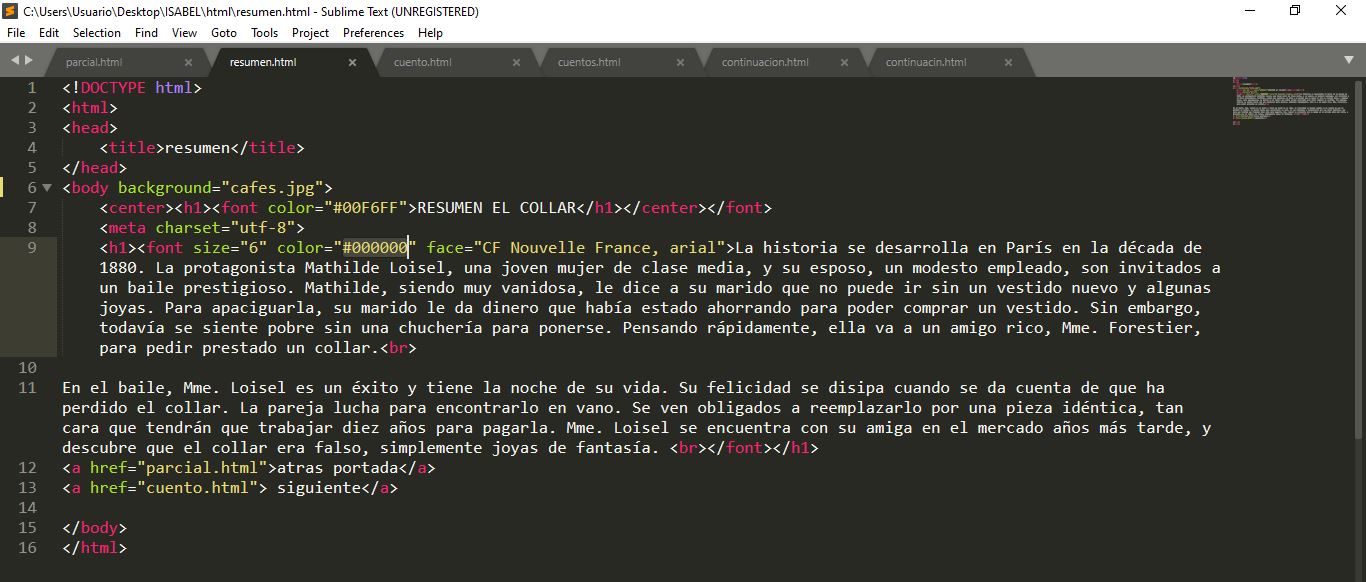 C:\Users\Usuario\Desktop\ISABEL\html\resumen.html - Sublime Text (UNREGISTERED)
File Edit Selection Find View Goto Tools Project Preferences Help
parcial.html resumen.html cuento.html cuentos.html continuacion.html continuacin.html
1 <!DOCTYPE html>
2 <html>
3 <head>
4 <title>resumen</title>
5 </head>
6 <body background="cafes.jpg">
7 <center><h1><font color="#00F6FF">RESUMEN EL COLLAR</h1></center></font>
8 <meta charset="utf-8">
9 <h1><font size="6" color="#000000" face="CF Nouvelle France, arial">La historia se desarrolla en París en la década de
1880. La protagonista Mathilde Loisel, una joven mujer de clase media, y su esposo, un modesto empleado, son invitados a
un baile prestigioso. Mathilde, siendo muy vanidosa, le dice a su marido que no puede ir sin un vestido nuevo y algunas
joyas. Para apaciguarla, su marido le da dinero que había estado ahorrando para poder comprar un vestido. Sin embargo,
todavía se siente pobre sin una chuchería para ponerse. Pensando rápidamente, ella va a un amigo rico, Mme. Forestier,
para pedir prestado un collar.<br>
10
11 En el baile, Mme. Loisel es un éxito y tiene la noche de su vida. Su felicidad se disipa cuando se da cuenta de que ha
perdido el collar. La pareja lucha para encontrarlo en vano. Se ven obligados a reemplazarlo por una pieza idéntica, tan
cara que tendrán que trabajar diez años para pagarla. Mme. Loisel se encuentra con su amiga en el mercado años más tarde, y
descubre que el collar era falso, simplemente joyas de fantasía. <br></font></h1>
12 <a href="parcial.html">atras portada</a>
13 <a href="cuento.html"> siguiente</a>
14
15 </body>
16 </html>